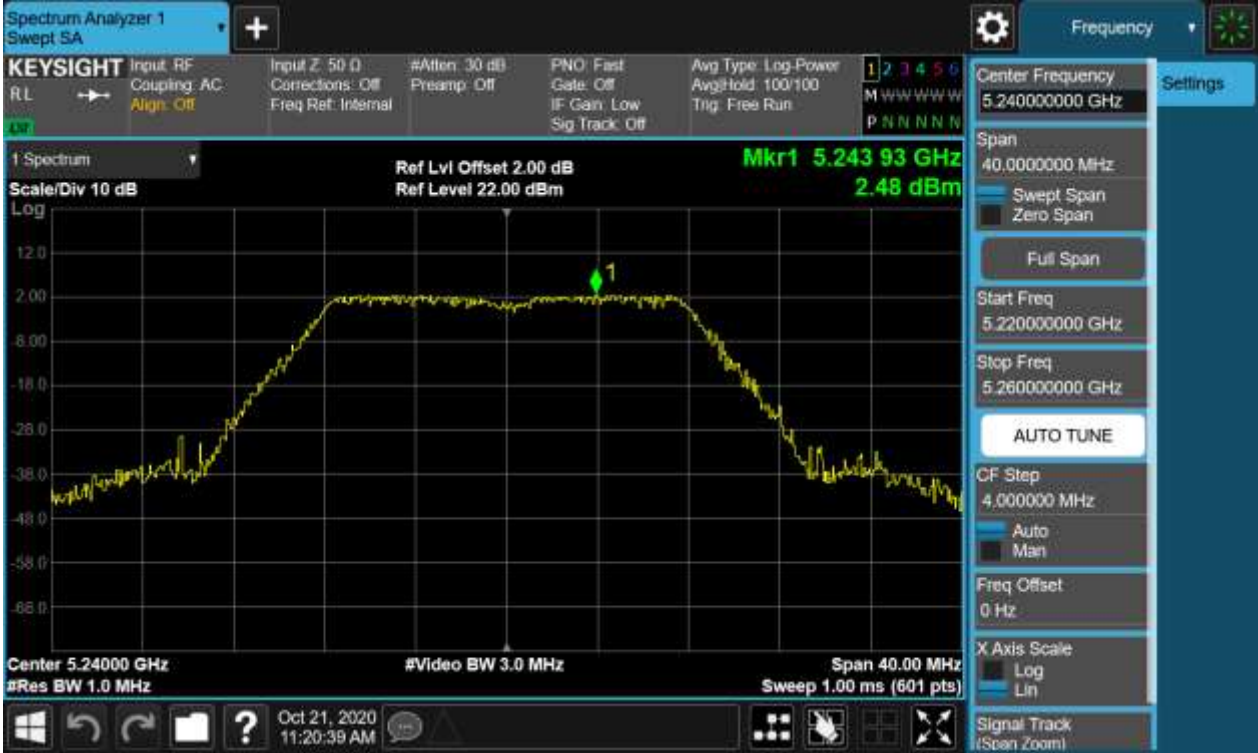 Spectrum Analyzer 1
Swept SA
+
Frequency
KEYSIGHT
RL
Input: RF
Coupling: AC
Align: Off
Input Z: 50 Ω
Corrections: Off
Freq Ref: Internal
#Atten: 30 dB
Preamp: Off
PNO: Fast
Gate: Off
IF Gain: Low
Sig Track: Off
Avg Type: Log-Power
Avg|Hold: 100/100
Trig: Free Run
1 2 3 4 5 6
M W W W W W
P N N N N N
1 Spectrum
Scale/Div 10 dB
Log
Ref Lvl Offset 2.00 dB
Ref Level 22.00 dBm
Mkr1 5.243 93 GHz
2.48 dBm
1
12.0
2.00
-8.00
-18.0
-28.0
-38.0
-48.0
-58.0
-68.0
Center 5.24000 GHz
#Res BW 1.0 MHz
#Video BW 3.0 MHz
Span 40.00 MHz
Sweep 1.00 ms (601 pts)
Center Frequency
5.240000000 GHz
Span
40.0000000 MHz
Swept Span
Zero Span
Full Span
Start Freq
5.220000000 GHz
Stop Freq
5.260000000 GHz
AUTO TUNE
CF Step
4.000000 MHz
Auto
Man
Freq Offset
0 Hz
X Axis Scale
Log
Lin
Signal Track
(Span Zoom)
Settings
?
Oct 21, 2020
11:20:39 AM